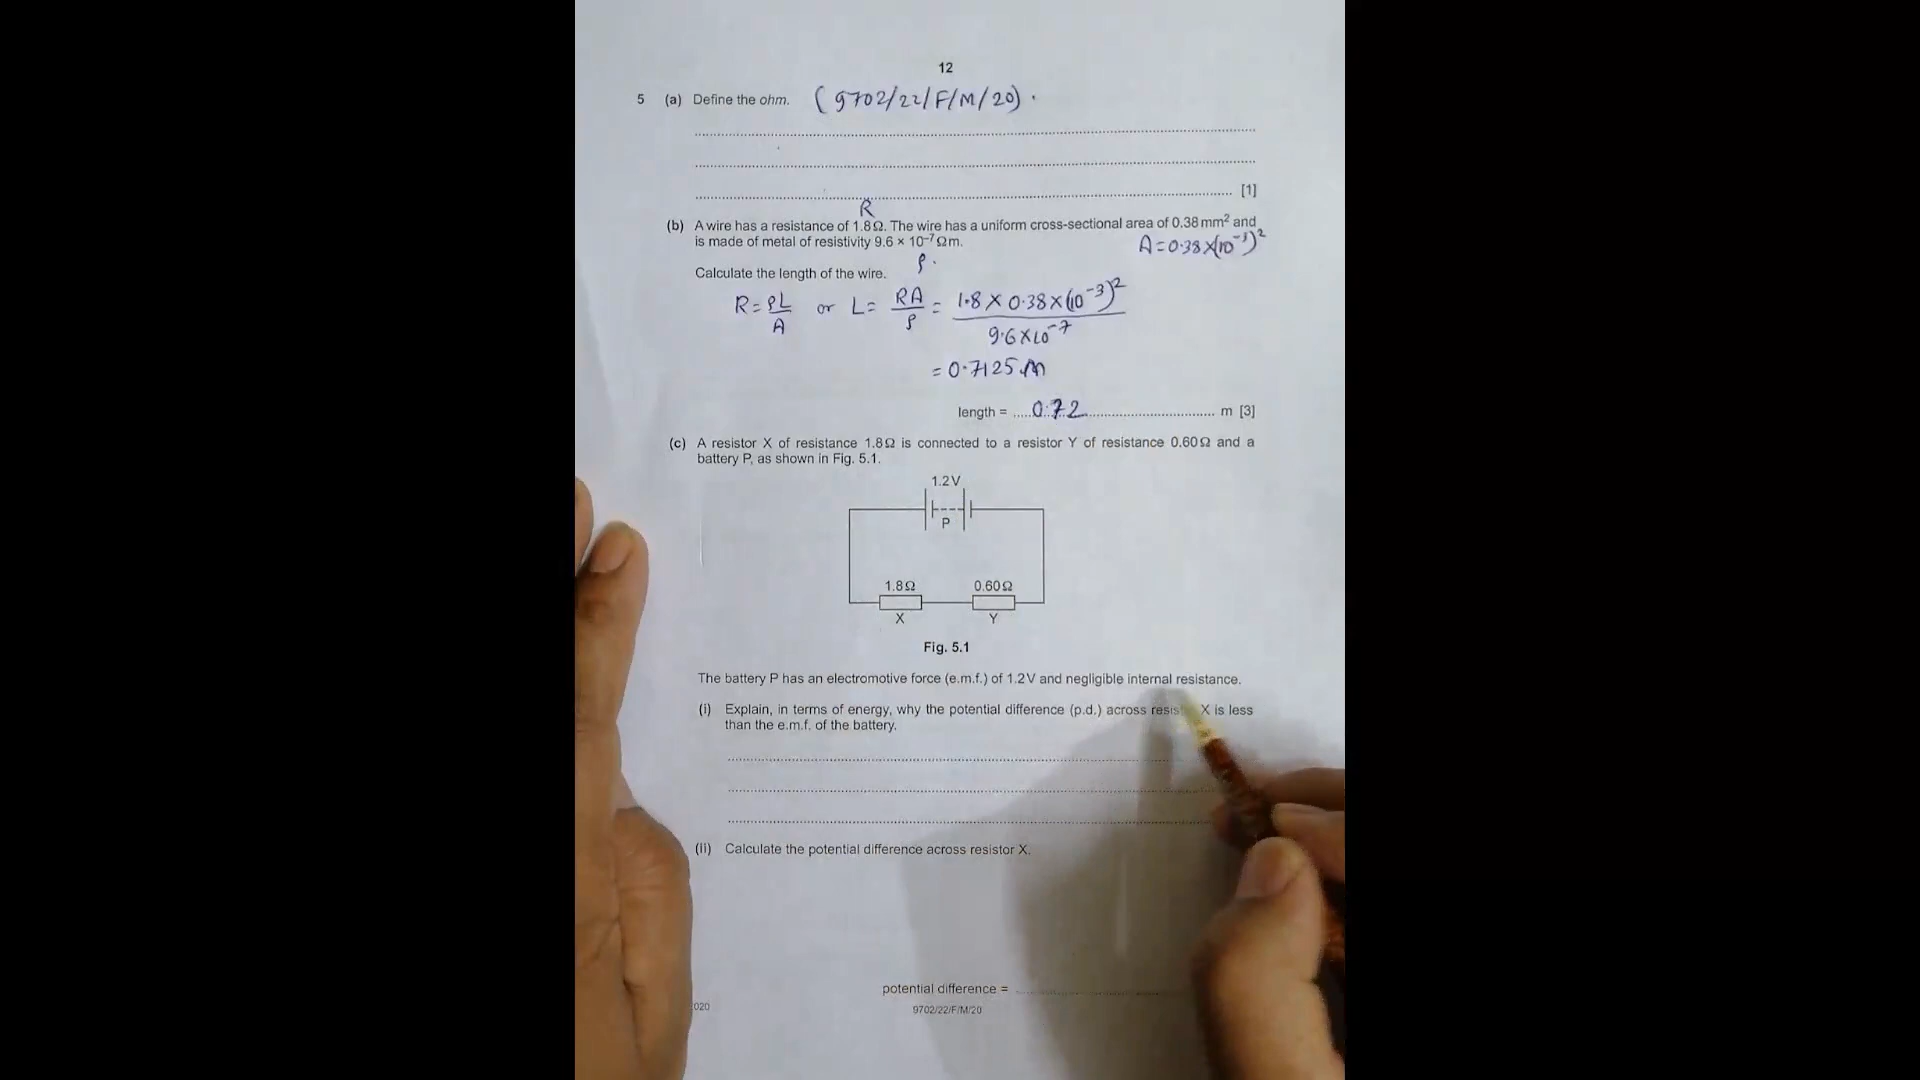 12
5 (a) Define the ohm. (9702/22/F/M/20).
[1]
R
(b) A wire has a resistance of 1.8Ω. The wire has a uniform cross-sectional area of 0.38 mm² and
is made of metal of resistivity 9.6 × 10⁻⁷ Ωm.
A = 0.38×(10⁻³)²
ρ.
Calculate the length of the wire.
R = ρL/A or L = RA/ρ = 1.8 × 0.38 × (10⁻³)² / 9.6×10⁻⁷
= 0.7125 m
length = 0.72 m [3]
(c) A resistor X of resistance 1.8Ω is connected to a resistor Y of resistance 0.60Ω and a
battery P, as shown in Fig. 5.1.
1.2V
P
1.8Ω 0.60Ω
X Y
Fig. 5.1
The battery P has an electromotive force (e.m.f.) of 1.2V and negligible internal resistance.
(i) Explain, in terms of energy, why the potential difference (p.d.) across X is less
than the e.m.f. of the battery.
(ii) Calculate the potential difference across resistor X.
potential difference =
020
9702/22/F/M/20